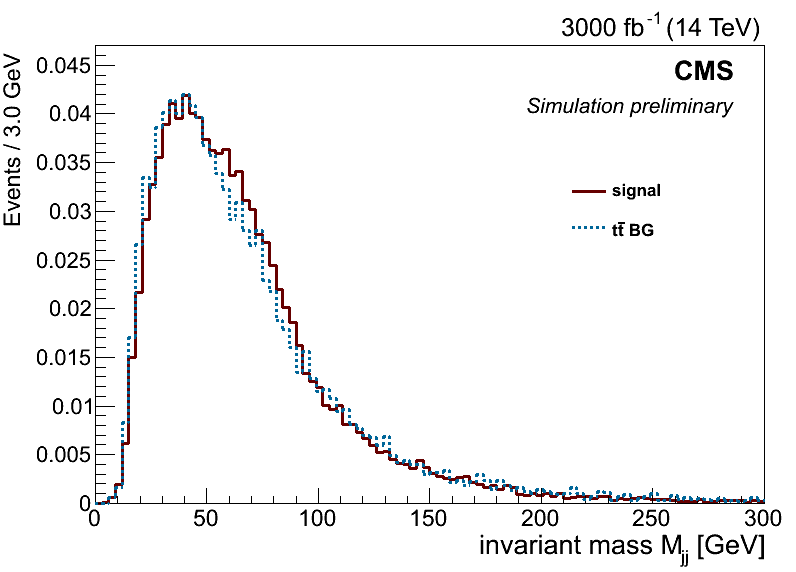 3000 fb⁻¹ (14 TeV)
CMS
Simulation preliminary
signal
tt̄ BG
Events / 3.0 GeV
0.045
0.04
0.035
0.03
0.025
0.02
0.015
0.01
0.005
0
0 50 100 150 200 250 300
invariant mass Mjj [GeV]